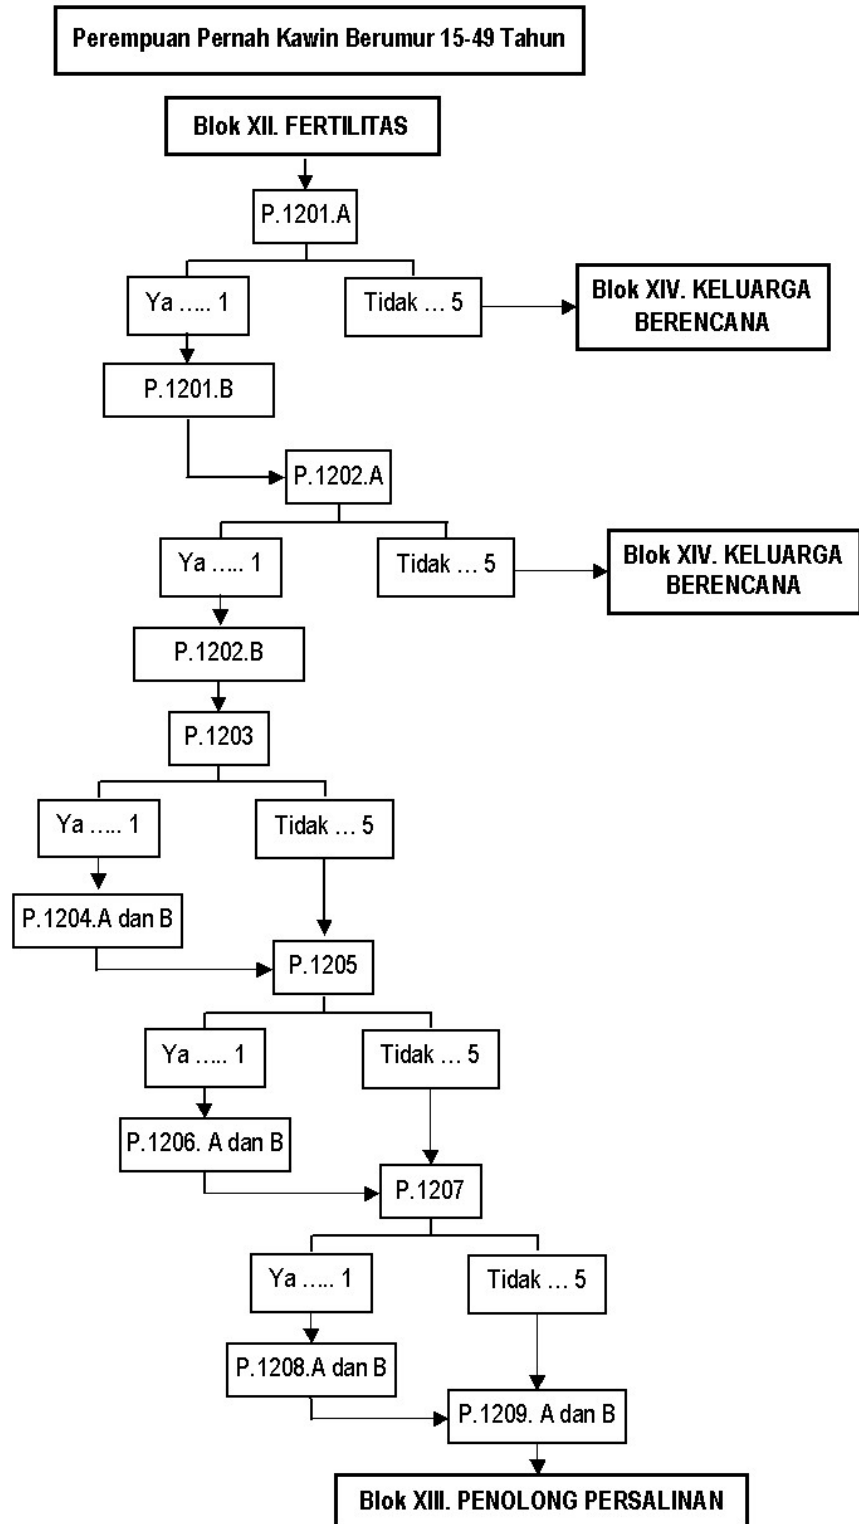 Perempuan Pernah Kawin Berumur 15-49 Tahun
Blok XII. FERTILITAS
P.1201.A
Ya ..... 1
Tidak ... 5
Blok XIV. KELUARGA
BERENCANA
P.1201.B
P.1202.A
Ya ..... 1
Tidak ... 5
Blok XIV. KELUARGA
BERENCANA
P.1202.B
P.1203
Ya ..... 1
Tidak ... 5
P.1204.A dan B
P.1205
Ya ..... 1
Tidak ... 5
P.1206. A dan B
P.1207
Ya ..... 1
Tidak ... 5
P.1208.A dan B
P.1209. A dan B
Blok XIII. PENOLONG PERSALINAN